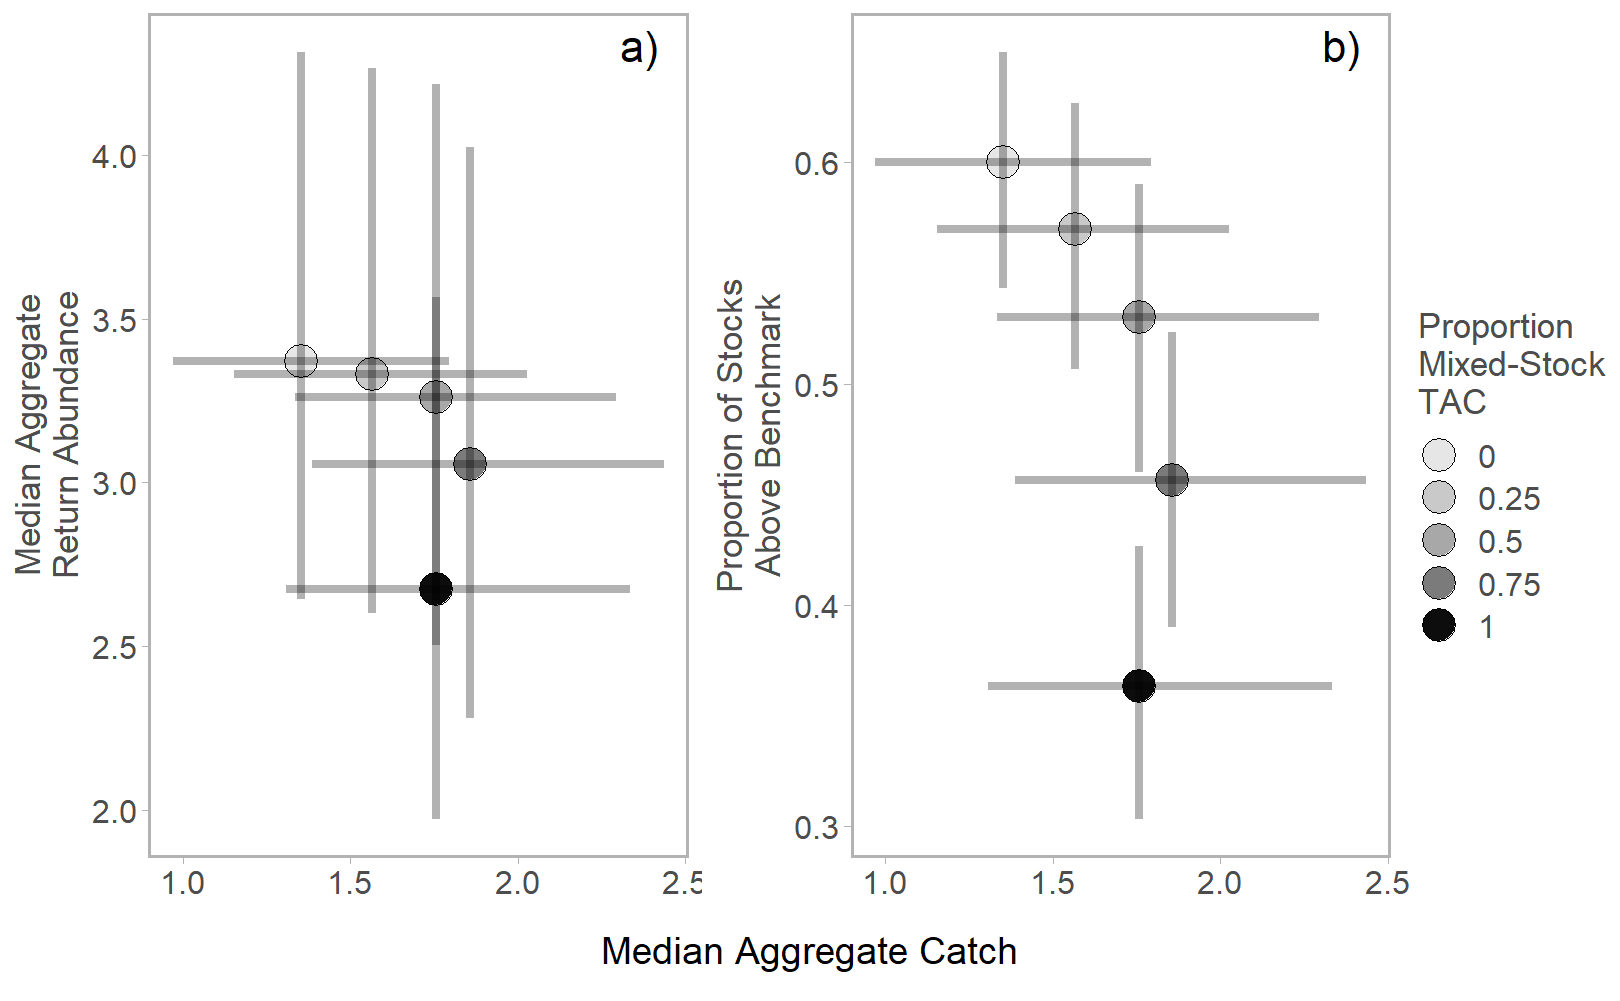 a)
Median Aggregate
Return Abundance
4.0
3.5
3.0
2.5
2.0
1.0
1.5
2.0
2.5
b)
Proportion of Stocks
Above Benchmark
0.6
0.5
0.4
0.3
1.0
1.5
2.0
2.5
Median Aggregate Catch
Proportion
Mixed-Stock
TAC
0
0.25
0.5
0.75
1